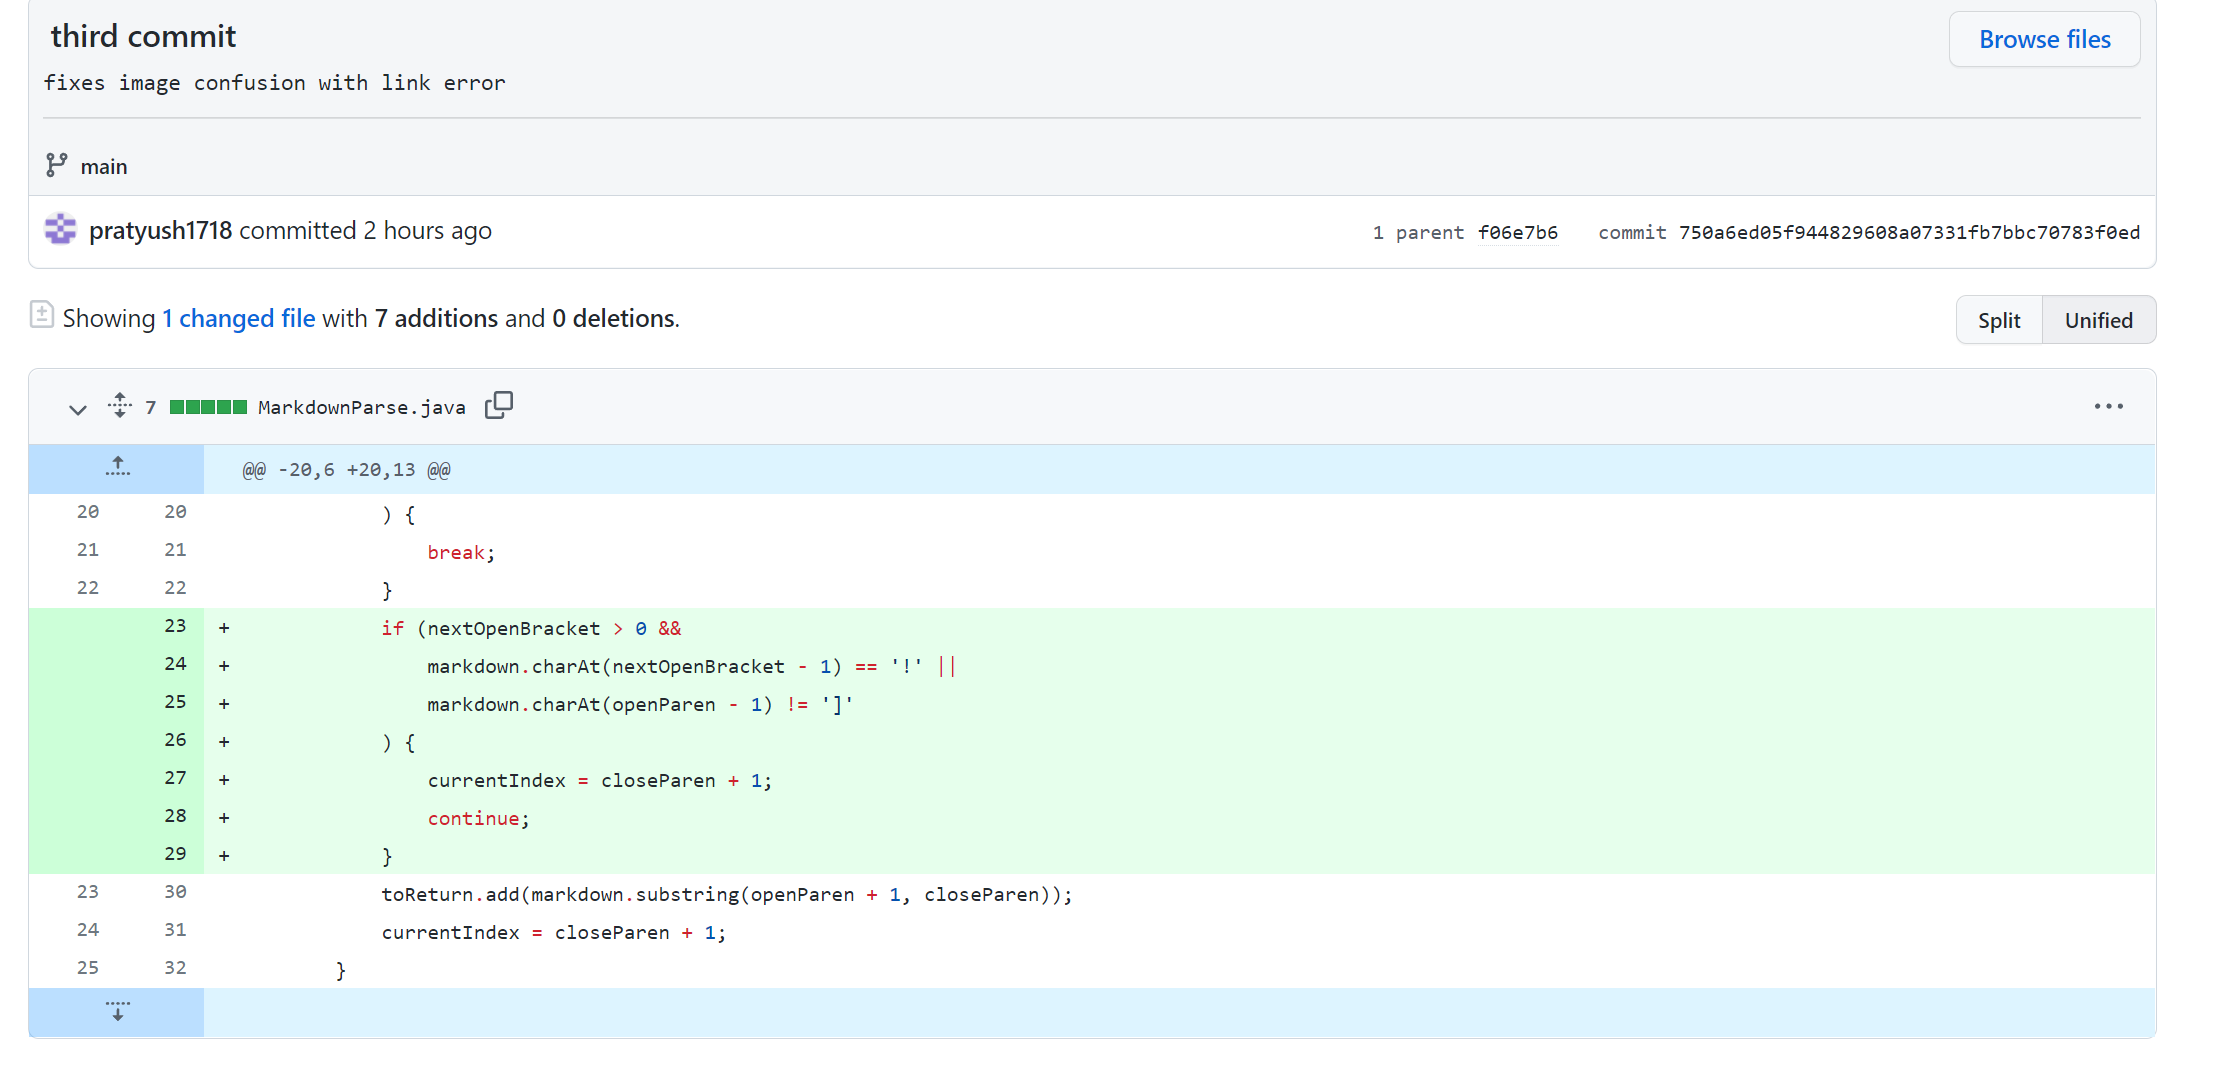 third commit
Browse files
fixes image confusion with link error
main
pratyush1718 committed 2 hours ago
1 parent f06e7b6 commit 750a6ed05f944829608a07331fb7bbc70783f0ed
Showing 1 changed file with 7 additions and 0 deletions.
Split Unified
7 MarkdownParse.java
@@ -20,6 +20,13 @@
20 20 ) {
21 21 break;
22 22 }
23 + if (nextOpenBracket > 0 &&
24 + markdown.charAt(nextOpenBracket - 1) == '!' ||
25 + markdown.charAt(openParen - 1) != ']'
26 + ) {
27 + currentIndex = closeParen + 1;
28 + continue;
29 + }
23 30 toReturn.add(markdown.substring(openParen + 1, closeParen));
24 31 currentIndex = closeParen + 1;
25 32 }